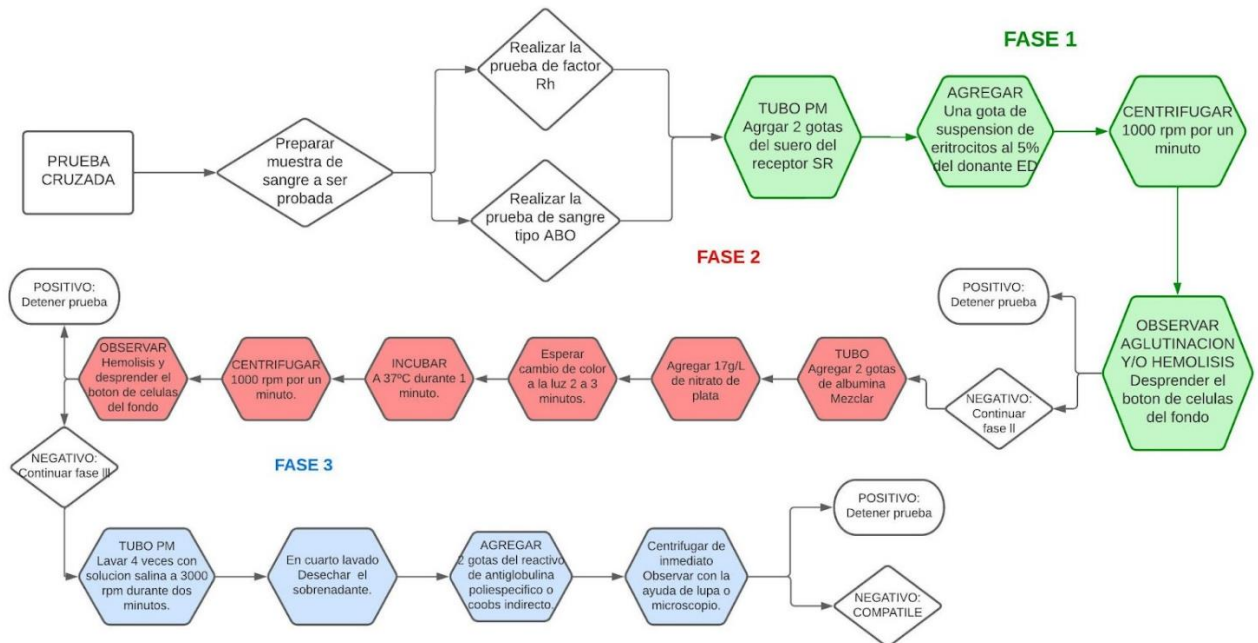 FASE 1
PRUEBA
CRUZADA
Preparar
muestra de
sangre a ser
probada
Realizar la
prueba de factor
Rh
Realizar la
prueba de sangre
tipo ABO
TUBO PM
Agrgar 2 gotas
del suero del
receptor SR
AGREGAR
Una gota de
suspension de
eritrocitos al 5%
del donante ED
CENTRIFUGAR
1000 rpm por un
minuto
OBSERVAR
AGLUTINACION
Y/O HEMOLISIS
Desprender el
boton de celulas
del fondo
POSITIVO:
Detener prueba
NEGATIVO:
Continuar
fase II
FASE 2
TUBO
Agregar 2 gotas
de albumina
Mezclar
Agregar 17g/L
de nitrato de
plata
Esperar
cambio de color
a la luz 2 a 3
minutos.
INCUBAR
A 37ºC durante 1
minuto.
CENTRIFUGAR
1000 rpm por un
minuto.
OBSERVAR
Hemolisis y
desprender el
boton de celulas
del fondo
POSITIVO:
Detener prueba
NEGATIVO:
Continuar fase III
FASE 3
TUBO PM
Lavar 4 veces con
solucion salina a 3000
rpm durante dos
minutos.
En cuarto lavado
Desechar el
sobrenadante.
AGREGAR
2 gotas del reactivo
de antiglobulina
poliespecifico o
coobs indirecto.
Centrifugar de
inmediato
Observar con la
ayuda de lupa o
microscopio.
POSITIVO:
Detener prueba
NEGATIVO:
COMPATILE